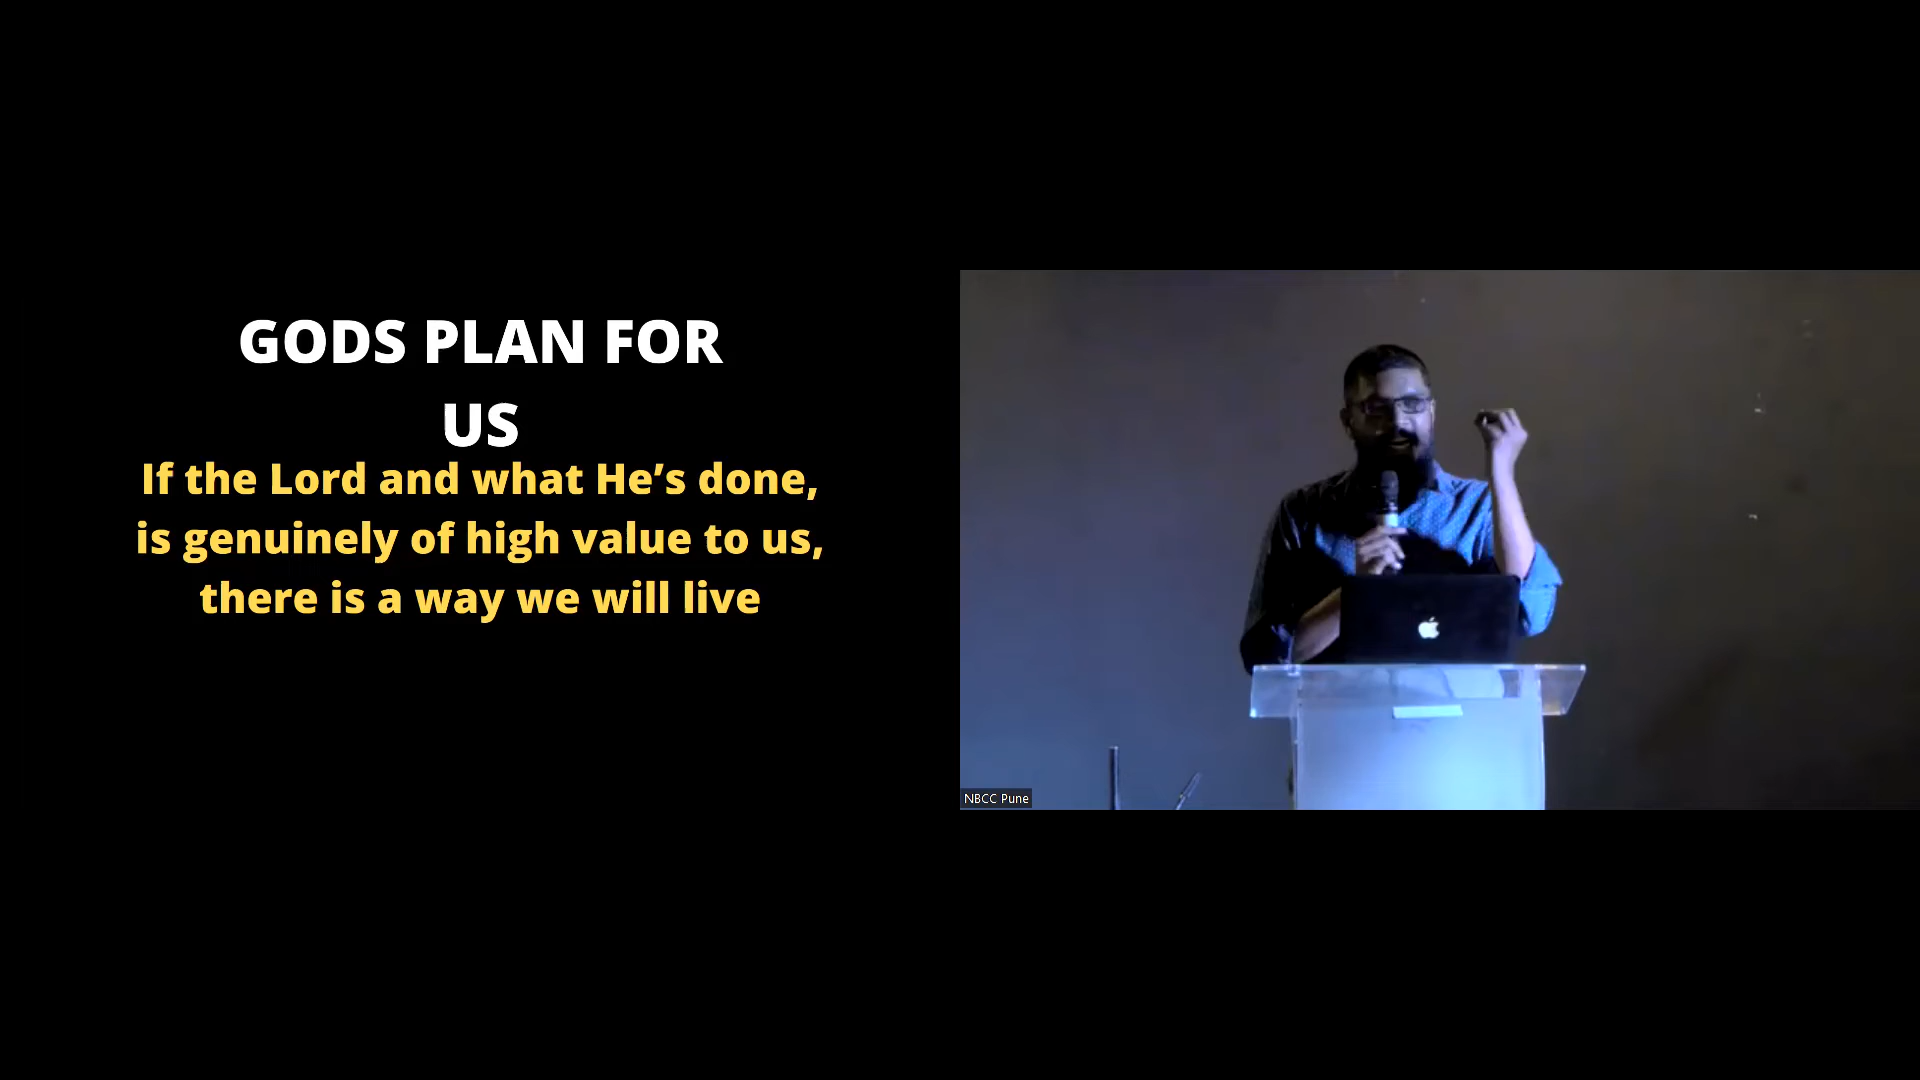 GODS PLAN FOR
US
If the Lord and what He’s done,
is genuinely of high value to us,
there is a way we will live
NBCC Pune